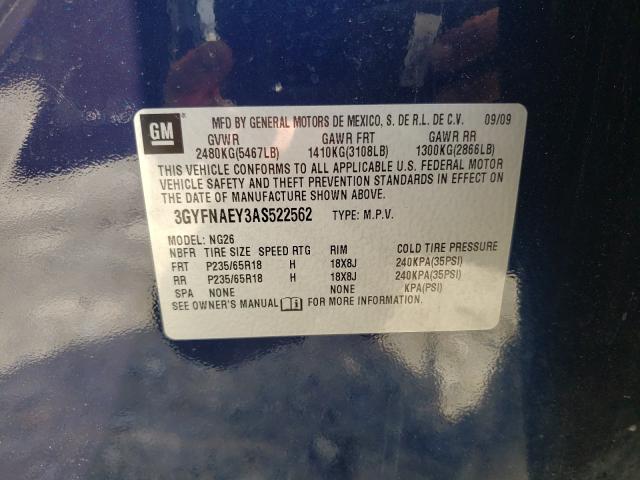 GM
MFD BY GENERAL MOTORS DE MEXICO, S. DE R.L. DE C.V. 09/09
GVWR GAWR FRT GAWR RR
2480KG(5467LB) 1410KG(3108LB) 1300KG(2866LB)
THIS VEHICLE CONFORMS TO ALL APPLICABLE U.S. FEDERAL MOTOR
VEHICLE SAFETY AND THEFT PREVENTION STANDARDS IN EFFECT ON
THE DATE OF MANUFACTURE SHOWN ABOVE.
3GYFNAEY3AS522562 TYPE: M.P.V.
MODEL: NG26
NBFR TIRE SIZE SPEED RTG RIM COLD TIRE PRESSURE
FRT P235/65R18 H 18X8J 240KPA(35PSI)
RR P235/65R18 H 18X8J 240KPA(35PSI)
SPA NONE NONE KPA(PSI)
SEE OWNER'S MANUAL FOR MORE INFORMATION.